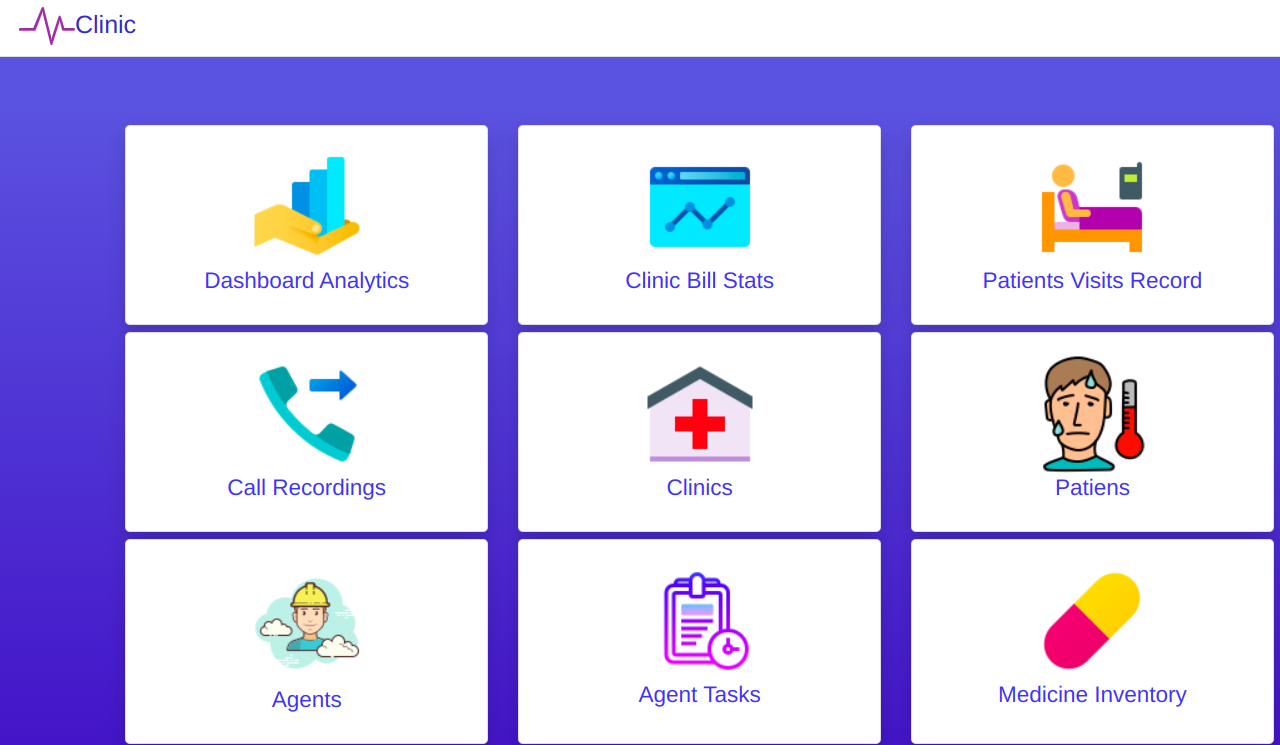 Clinic
Dashboard Analytics
Clinic Bill Stats
Patients Visits Record
Call Recordings
Clinics
Patiens
Agents
Agent Tasks
Medicine Inventory